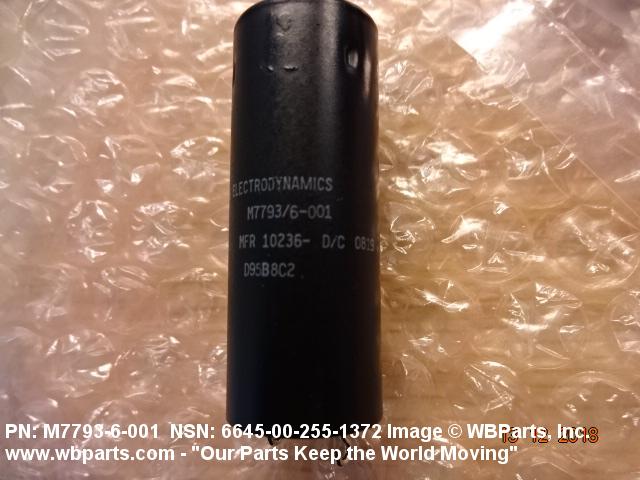 ELECTRODYNAMICS
M7793/6-001
MFR 10236- D/C 0819
D95B8C2
PN: M7793-6-001 NSN: 6645-00-255-1372 Image © WBParts, Inc
www.wbparts.com - "Our Parts Keep the World Moving"